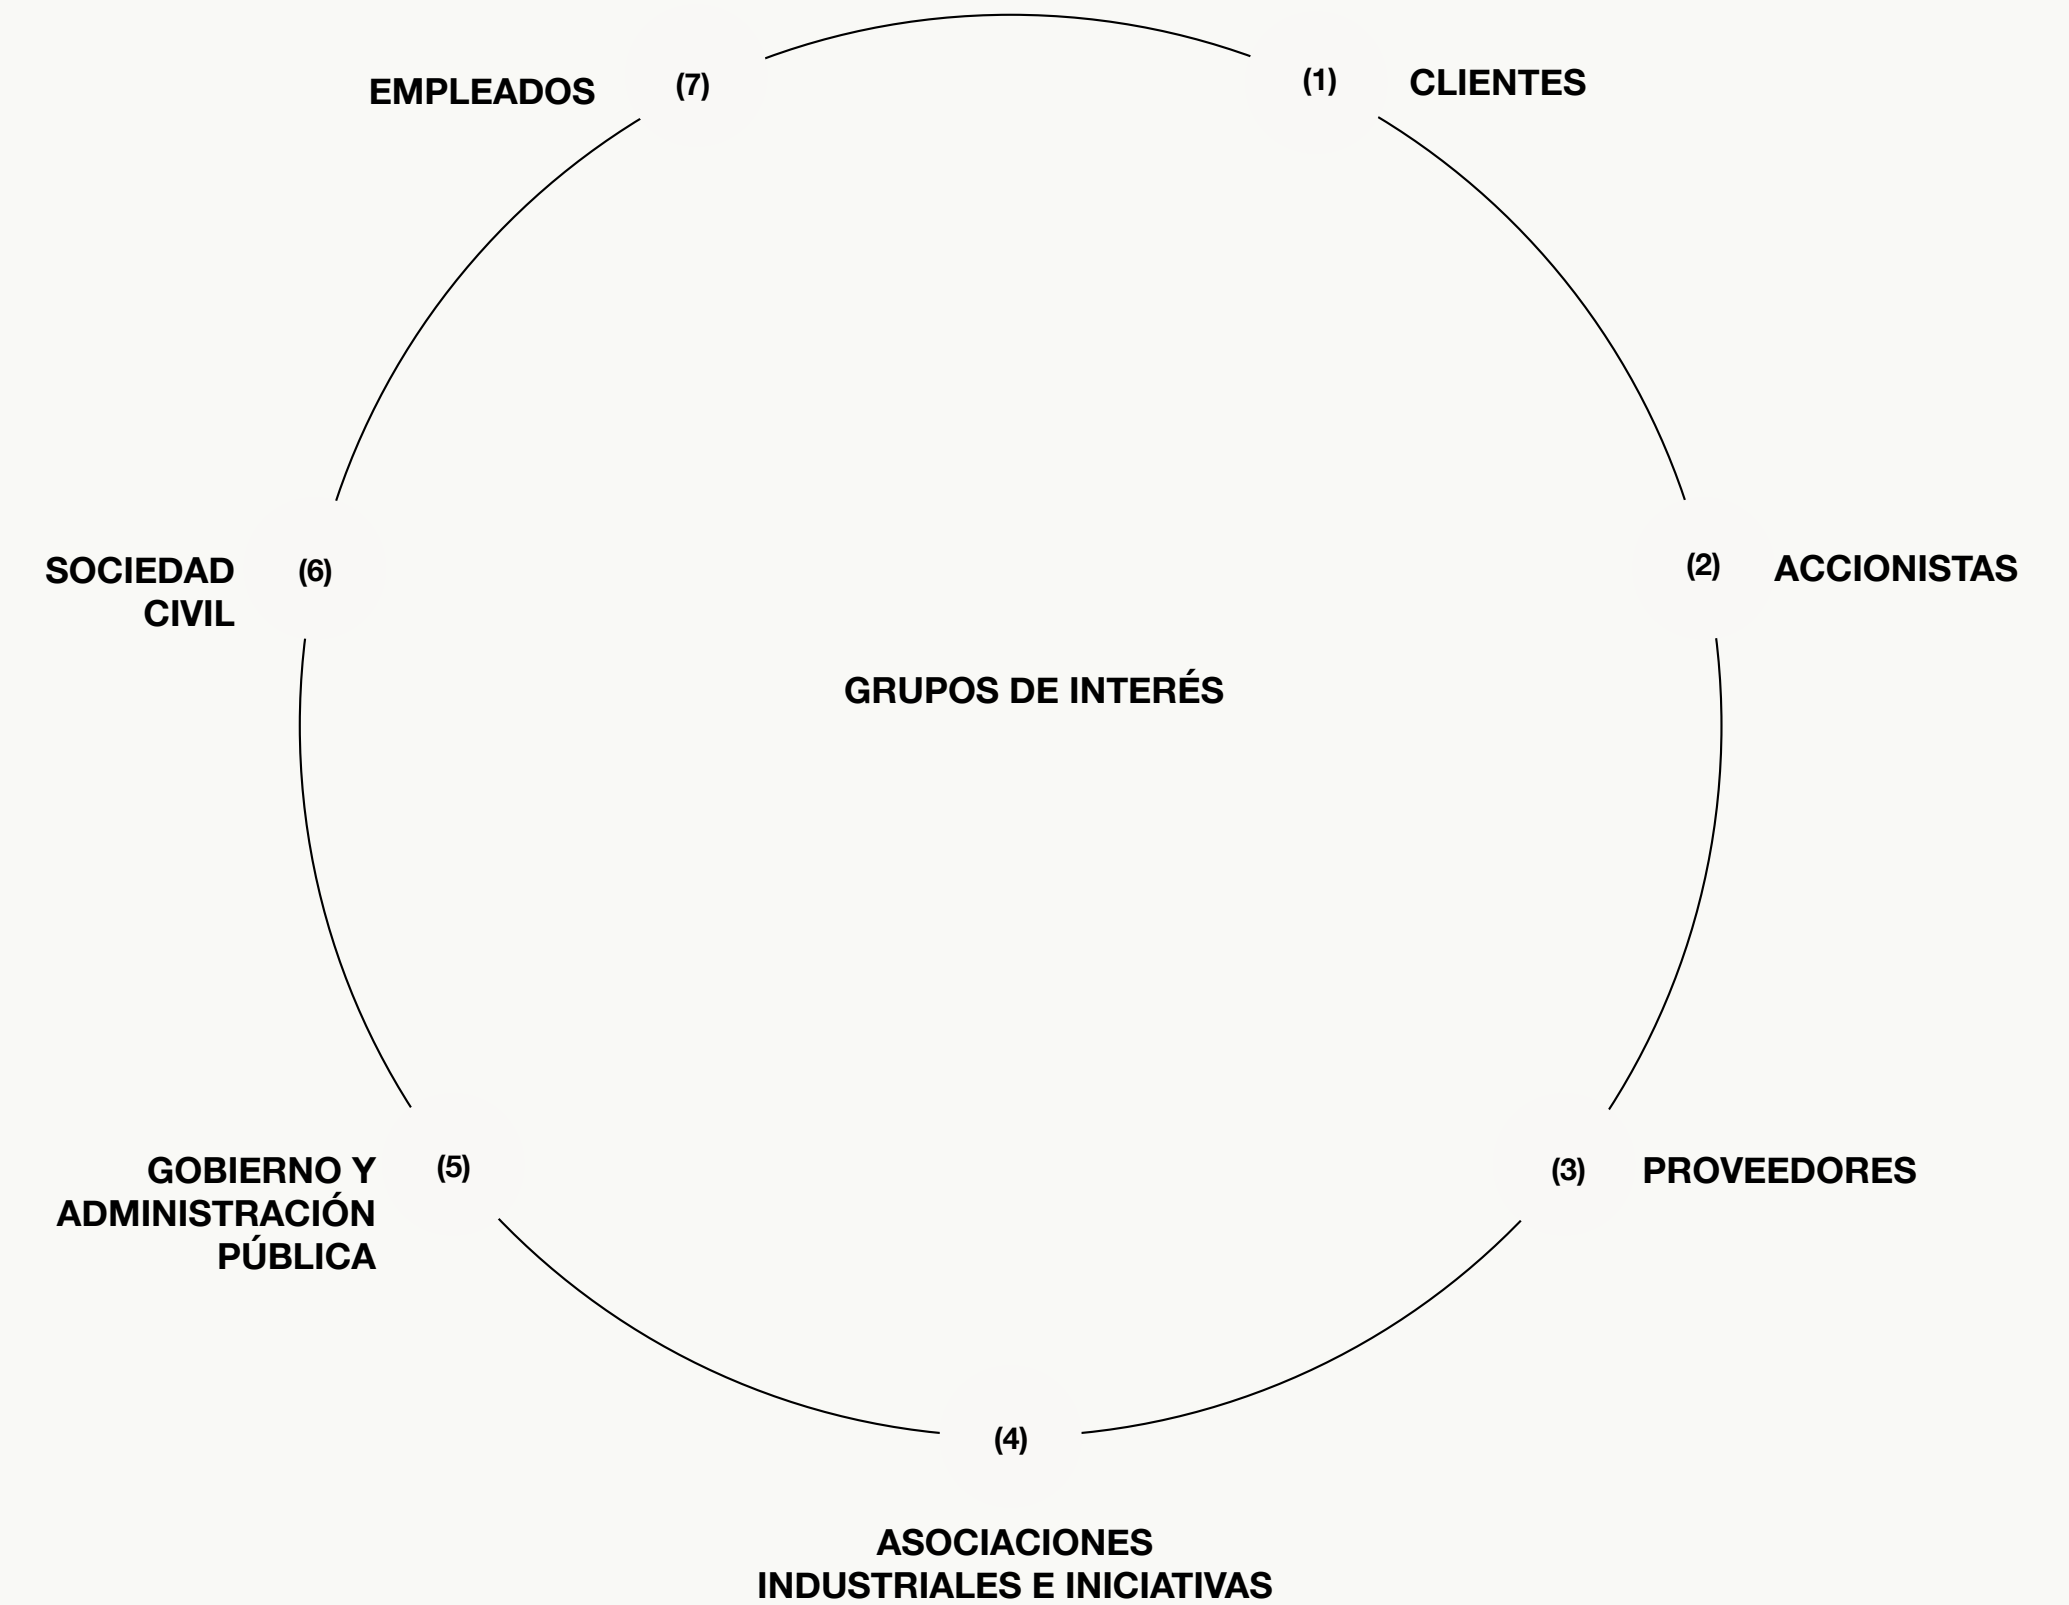 (7)
EMPLEADOS
(1)
CLIENTES
(2)
ACCIONISTAS
SOCIEDAD
CIVIL
(6)
GRUPOS DE INTERÉS
GOBIERNO Y
ADMINISTRACIÓN
PÚBLICA
(5)
(3)
PROVEEDORES
(4)
ASOCIACIONES
INDUSTRIALES E INICIATIVAS